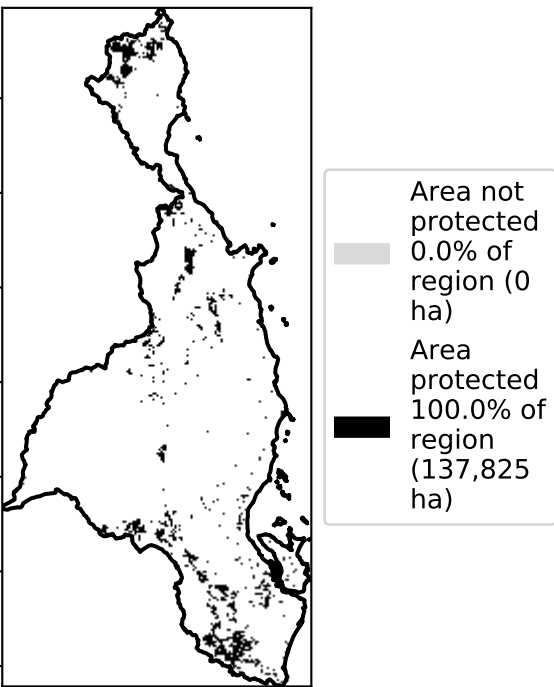 Area not
protected
0.0% of
region (0
ha)
Area
protected
100.0% of
region
(137,825
ha)